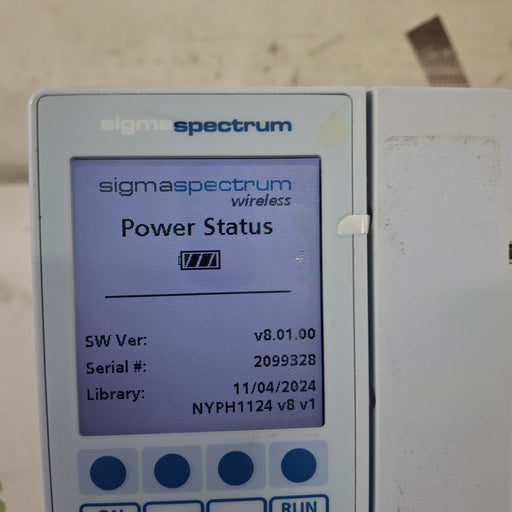 sigmaspectrum
sigmaspectrum
wireless
Power Status
SW Ver: v8.01.00
Serial #: 2099328
Library: 11/04/2024
NYPH1124 v8 v1
ON
RUN